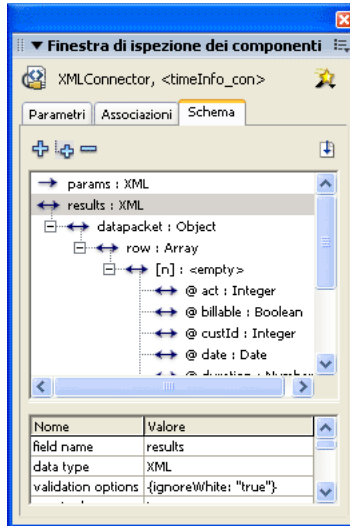 Finestra di ispezione dei componenti
XMLConnector, <timeInfo_con>
Parametri Associazioni Schema
params : XML
results : XML
datapacket : Object
row : Array
[n] : <empty>
@ act : Integer
@ billable : Boolean
@ custId : Integer
@ date : Date
@ duration : Number
Nome Valore
field name results
data type XML
validation options {ignoreWhite: "true"}